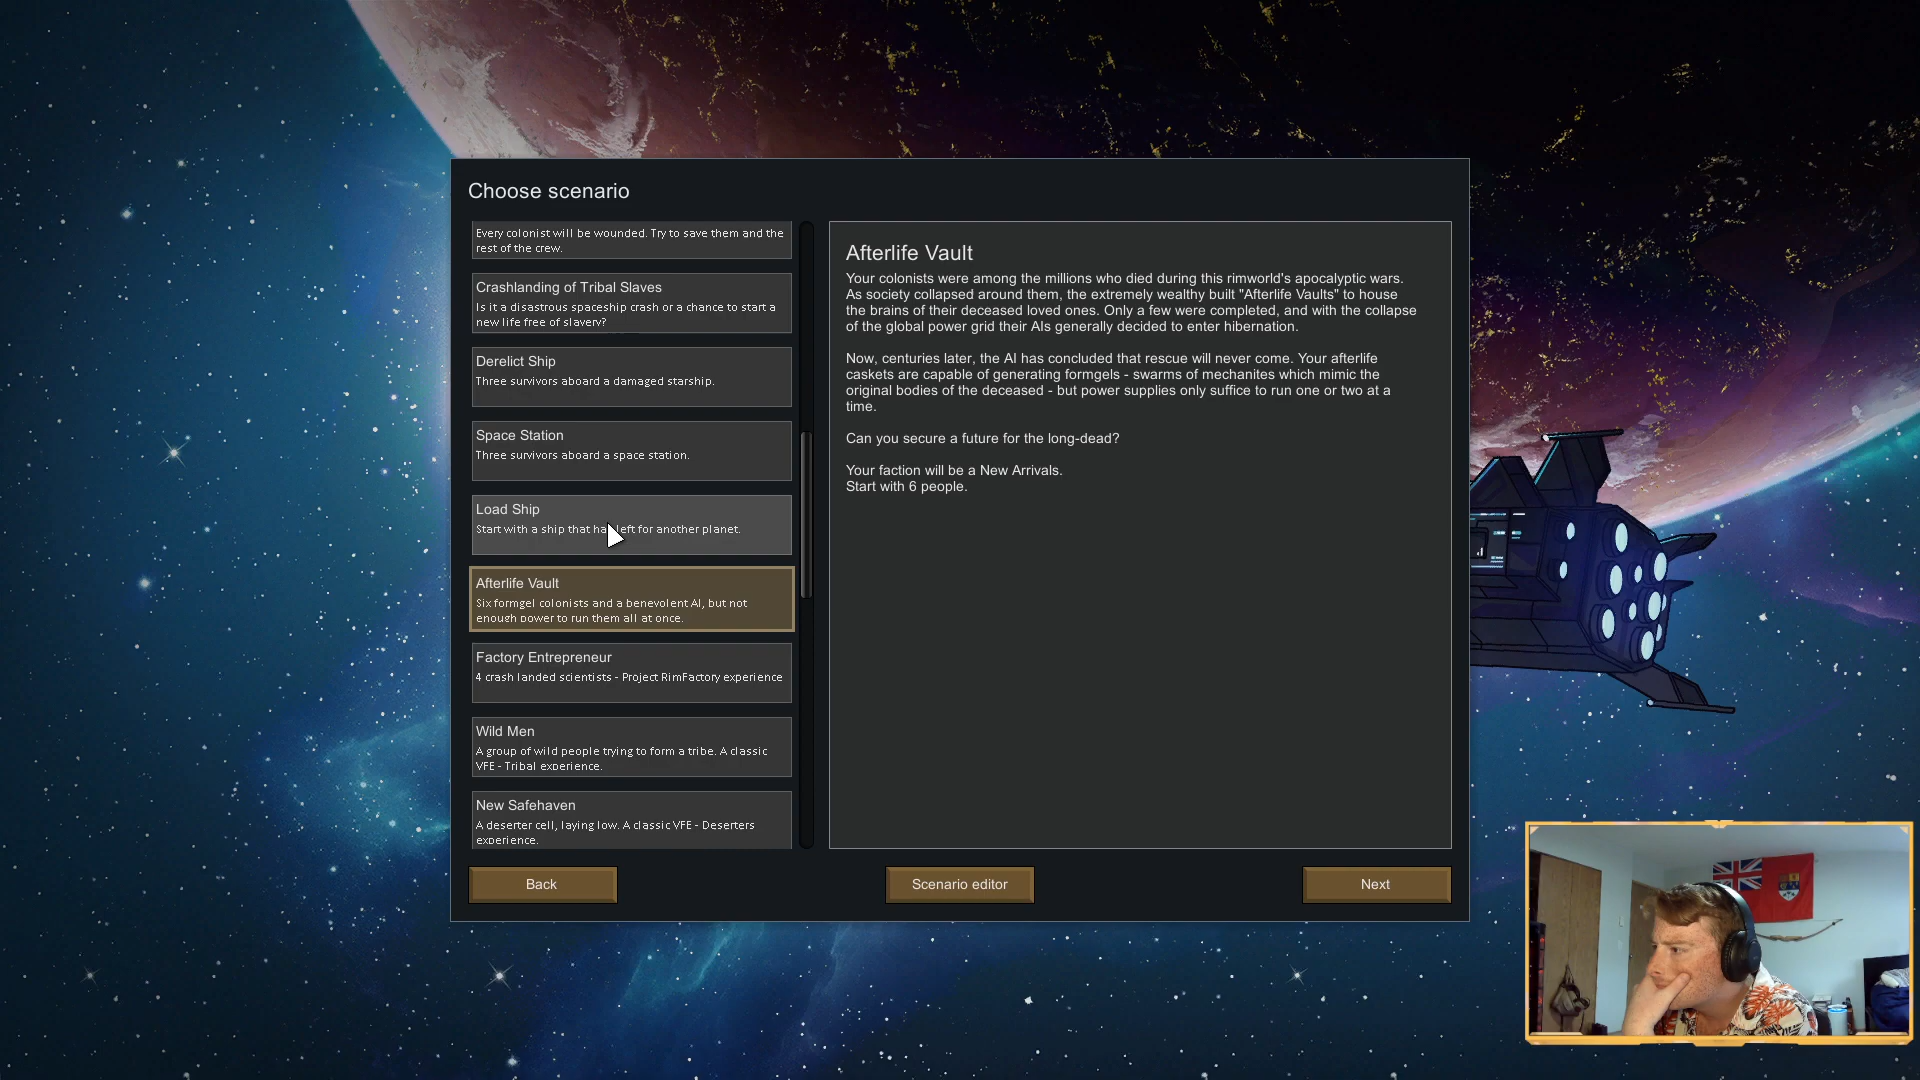 Choose scenario
Every colonist will be wounded. Try to save them and the
rest of the crew.
Crashlanding of Tribal Slaves
Is it a disastrous spaceship crash or a chance to start a
new life free of slavery?
Derelict Ship
Three survivors aboard a damaged starship.
Space Station
Three survivors aboard a space station.
Load Ship
Start with a ship that has left for another planet.
Afterlife Vault
Six formgel colonists and a benevolent AI, but not
enough power to run them all at once.
Factory Entrepreneur
4 crash landed scientists - Project RimFactory experience
Wild Men
A group of wild people trying to form a tribe. A classic
VFE - Tribal experience.
New Safehaven
A deserter cell, laying low. A classic VFE - Deserters
experience.
Afterlife Vault
Your colonists were among the millions who died during this rimworld's apocalyptic wars.
As society collapsed around them, the extremely wealthy built "Afterlife Vaults" to house
the brains of their deceased loved ones. Only a few were completed, and with the collapse
of the global power grid their AIs generally decided to enter hibernation.
Now, centuries later, the AI has concluded that rescue will never come. Your afterlife
caskets are capable of generating formgels - swarms of mechanites which mimic the
original bodies of the deceased - but power supplies only suffice to run one or two at a
time.
Can you secure a future for the long-dead?
Your faction will be a New Arrivals.
Start with 6 people.
Back
Scenario editor
Next